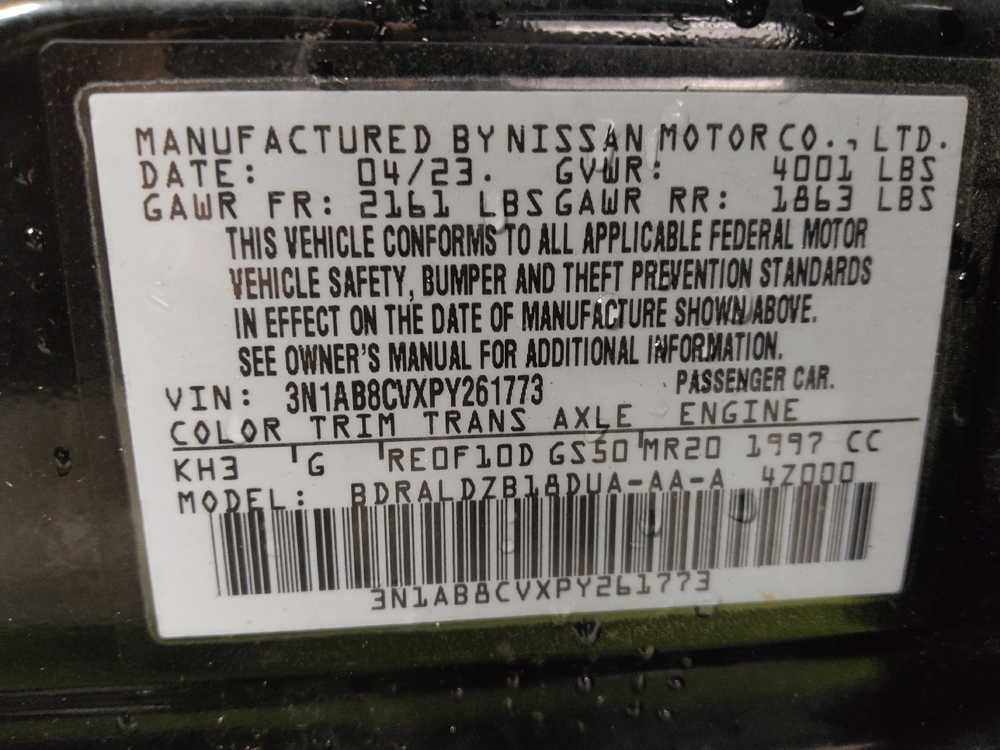 MANUFACTURED BY NISSAN MOTOR CO., LTD.
DATE: 04/23. GVWR: 4001 LBS
GAWR FR: 2161 LBS GAWR RR: 1863 LBS
THIS VEHICLE CONFORMS TO ALL APPLICABLE FEDERAL MOTOR
VEHICLE SAFETY, BUMPER AND THEFT PREVENTION STANDARDS
IN EFFECT ON THE DATE OF MANUFACTURE SHOWN ABOVE.
SEE OWNER'S MANUAL FOR ADDITIONAL INFORMATION.
VIN: 3N1AB8CVXPY261773 PASSENGER CAR.
COLOR TRIM TRANS AXLE ENGINE
KH3 G RE0F10D GS50 MR20 1997 CC
MODEL: BDRALDZB18DUA-AA-A 4Z000
3N1AB8CVXPY261773